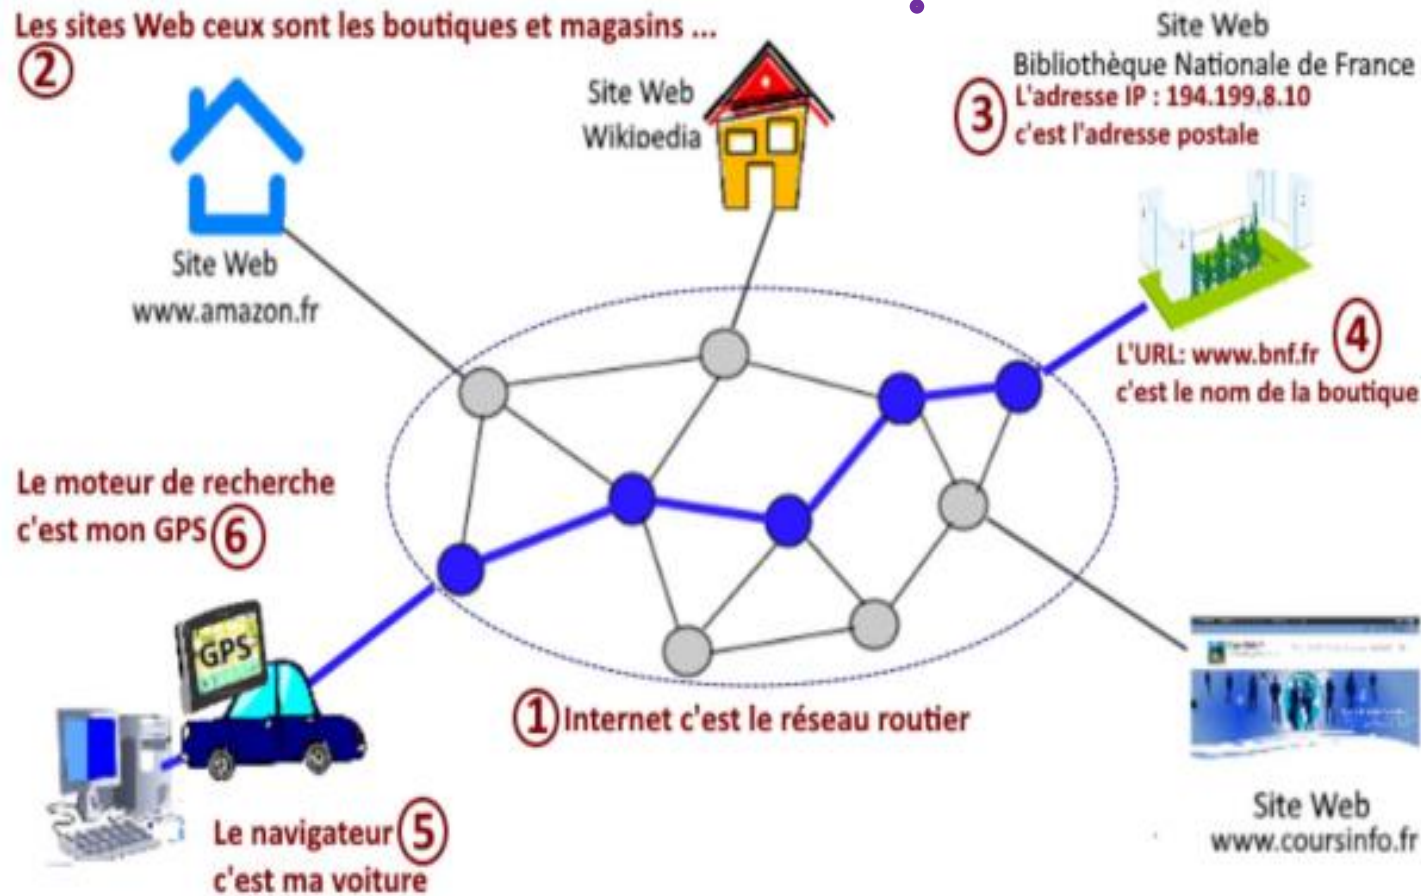 Les sites Web ceux sont les boutiques et magasins ...
2
Site Web
www.amazon.fr
Site Web
Wikipedia
Site Web
Bibliothèque Nationale de France
3
L'adresse IP : 194.199.8.10
c'est l'adresse postale
L'URL: www.bnf.fr
4
c'est le nom de la boutique
Le moteur de recherche
c'est mon GPS 6
GPS
1 Internet c'est le réseau routier
Le navigateur 5
c'est ma voiture
Site Web
www.coursinfo.fr